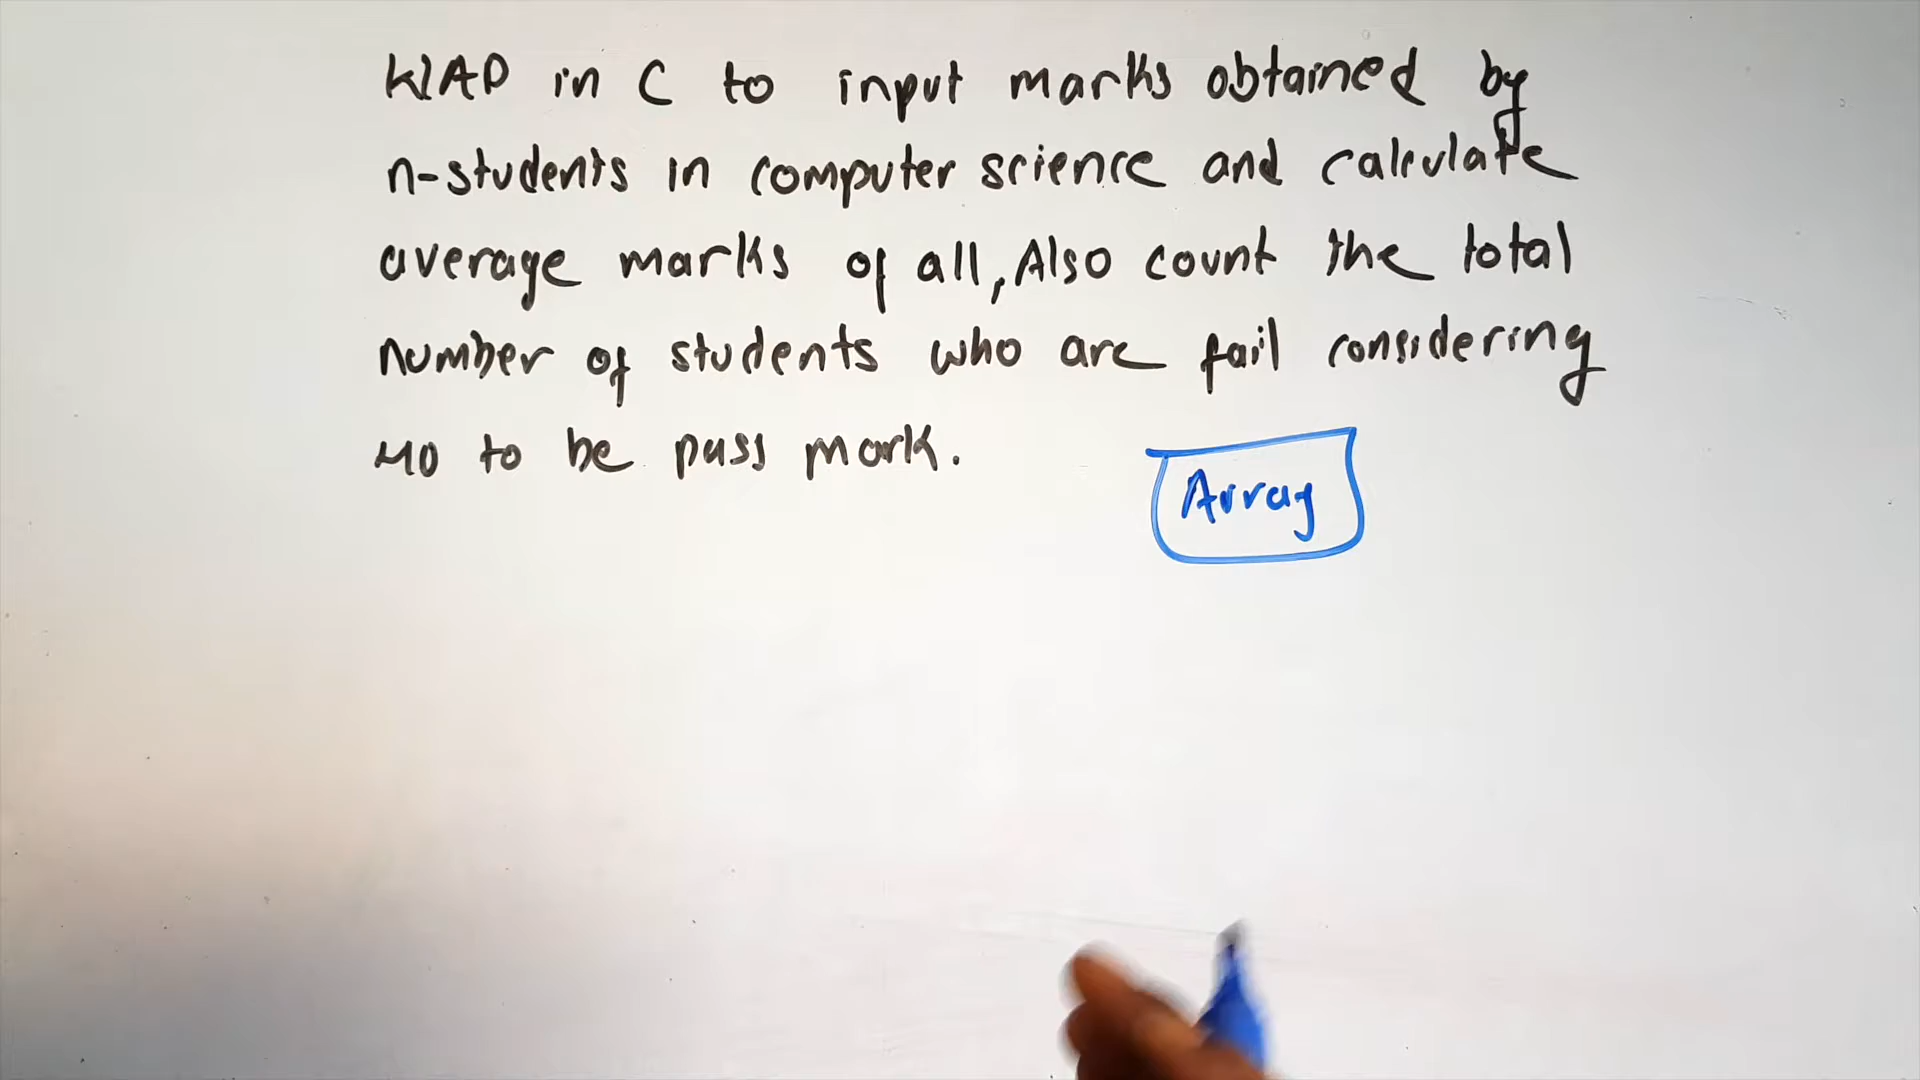 WAP in C to input marks obtained by
n-students in computer science and calculate
average marks of all, Also count the total
number of students who are fail considering
40 to be pass mark.
Array